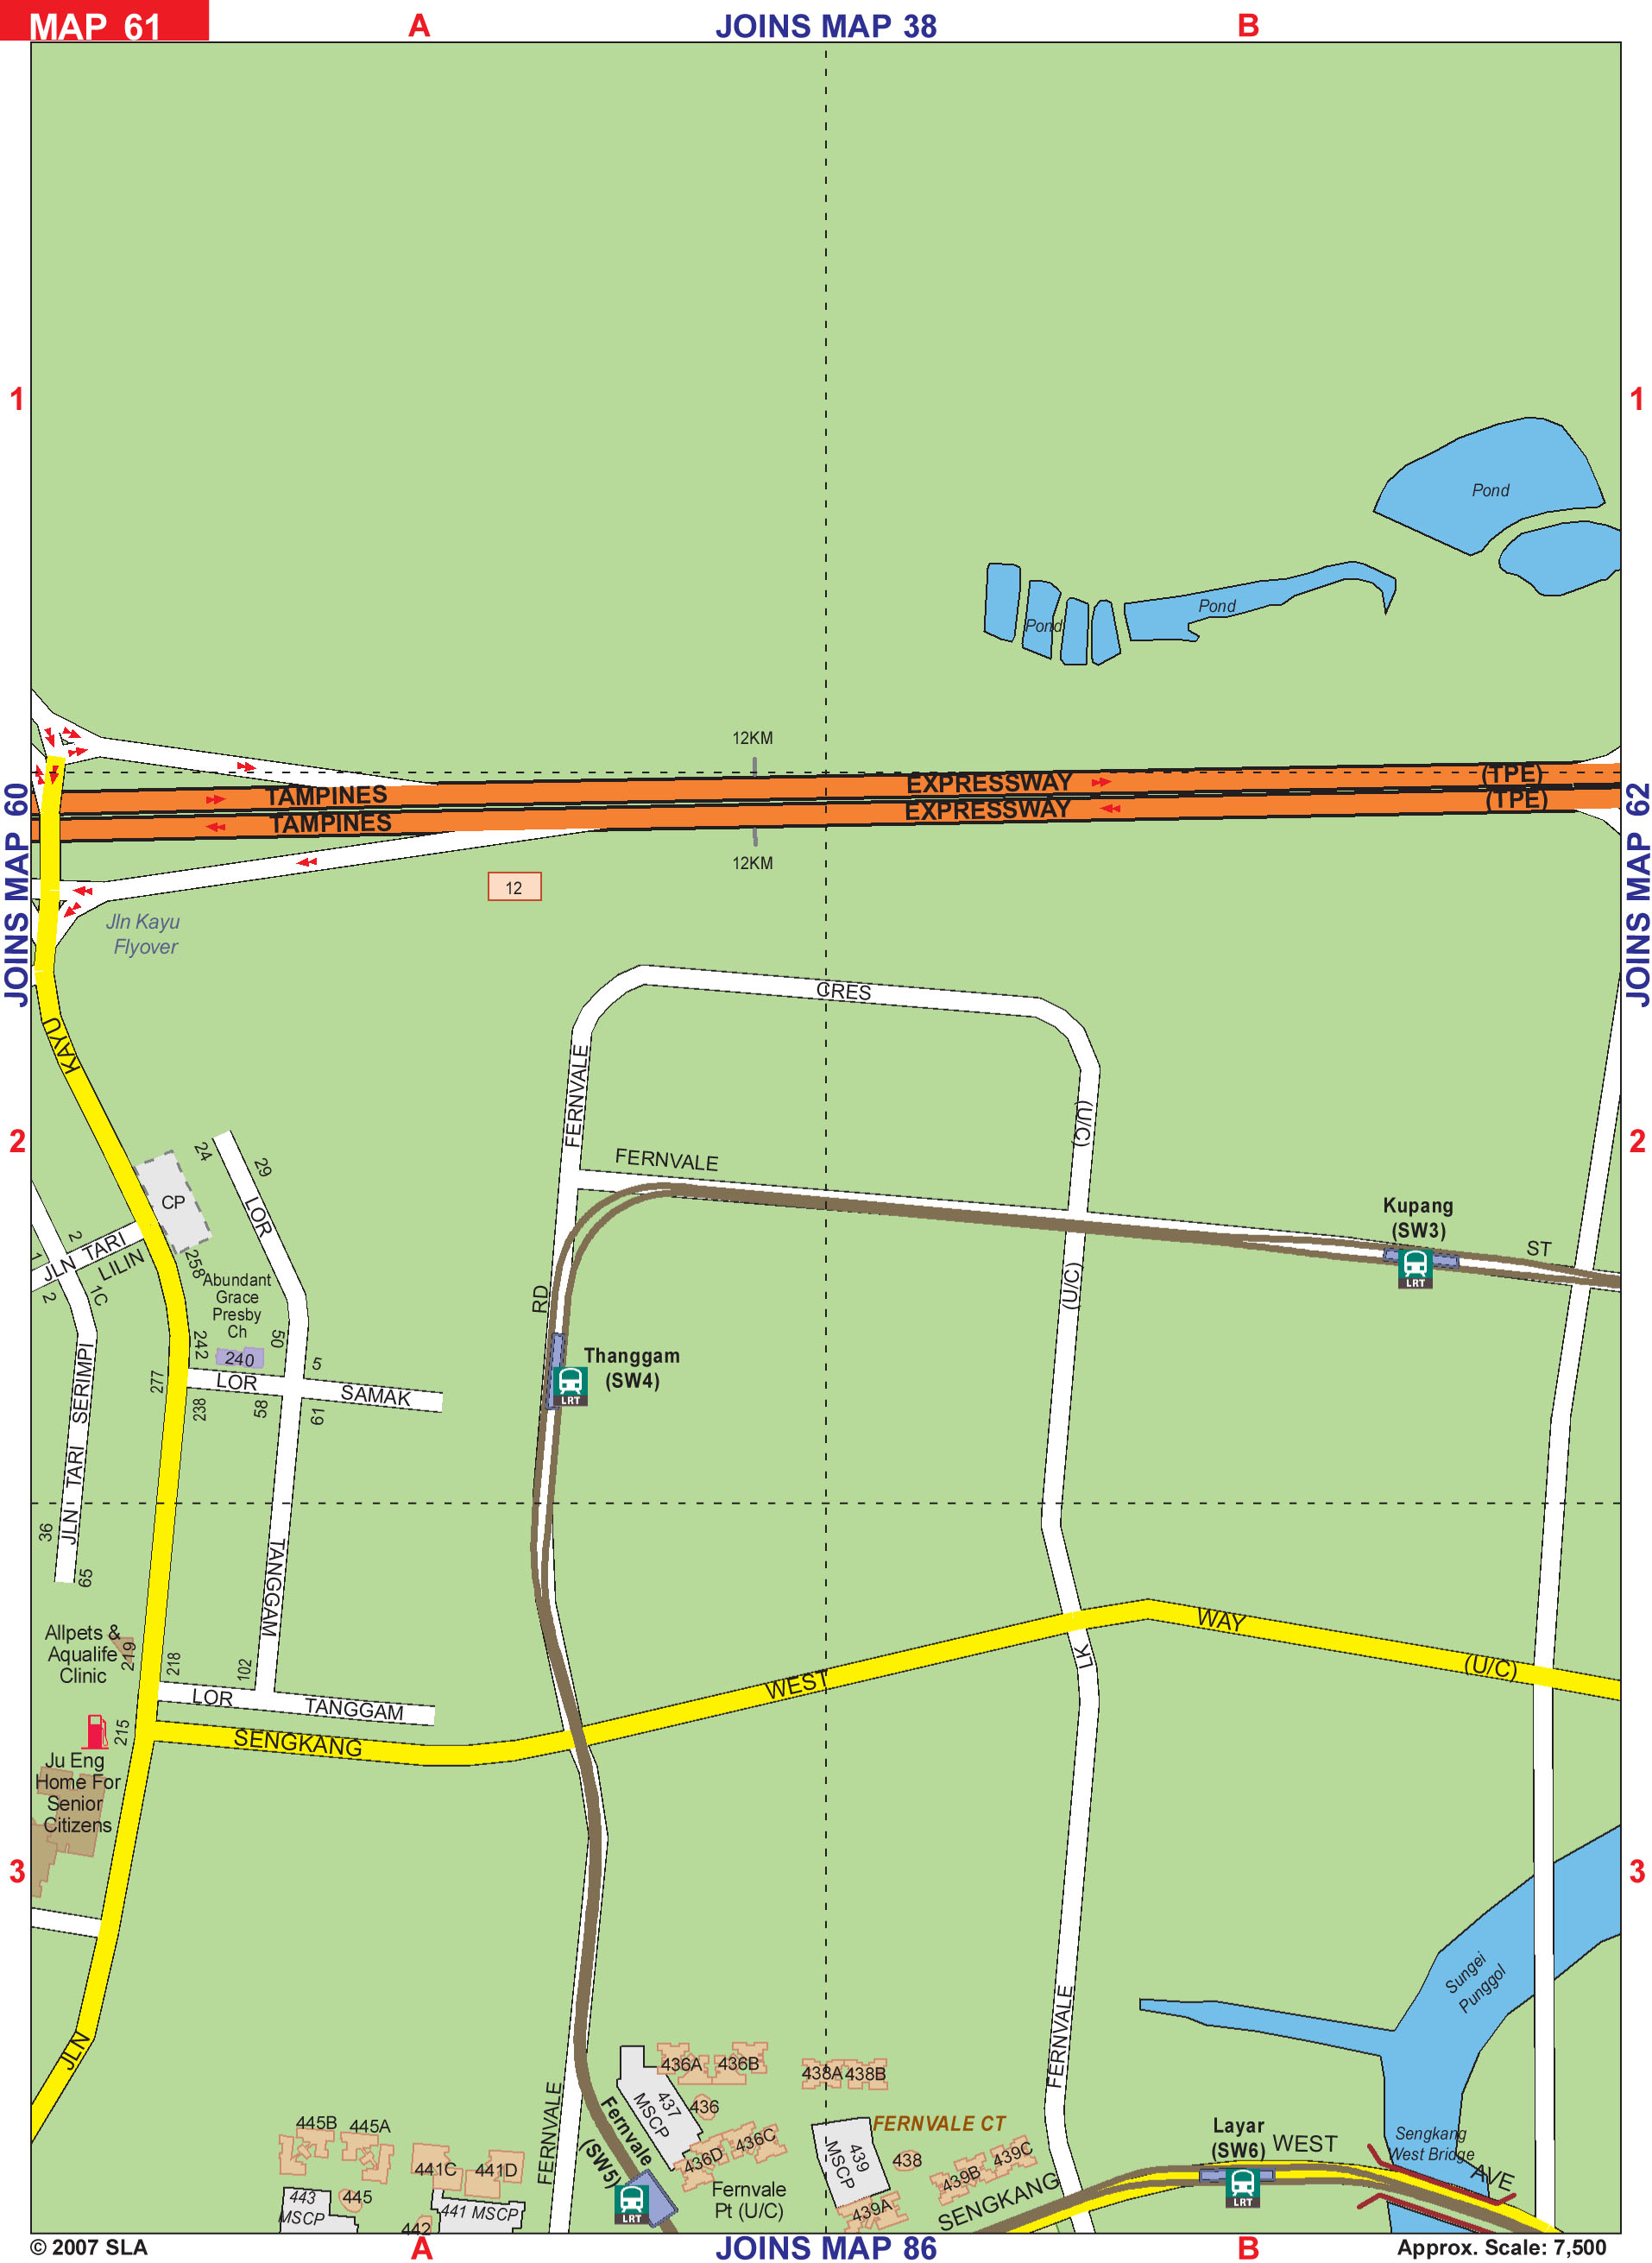 MAP 61
A
JOINS MAP 38
B
1
1
Pond
Pond
Pond
12KM
TAMPINES
EXPRESSWAY
(TPE)
TAMPINES
EXPRESSWAY
(TPE)
12KM
JOINS MAP 60
JOINS MAP 62
12
Jln Kayu
Flyover
CRES
KAYU
FERNVALE
(U/C)
2
2
24
29
FERNVALE
CP
LOR
Kupang
(SW3)
LRT
ST
2
1
JLN TARI
LILIN
2
1C
258
Abundant
Grace
Presby
Ch
RD
(U/C)
242
50
240
5
Thanggam
(SW4)
LRT
277
LOR
SAMAK
238
58
61
JLN TARI SERIMPI
36
65
TANGGAM
Allpets &
Aqualife
Clinic
219
218
102
WAY
LK
(U/C)
WEST
LOR
TANGGAM
215
SENGKANG
Ju Eng
Home For
Senior
Citizens
3
3
Sungei
Punggol
JLN
FERNVALE
436A
436B
438A
438B
437
MSCP
436
Fernvale
(SW5)
LRT
FERNVALE
436D
436C
FERNVALE CT
439
MSCP
438
439B
439C
439A
Fernvale
Pt (U/C)
445B
445A
441C
441D
443
MSCP
445
441 MSCP
442
SENGKANG
Layar
(SW6)
LRT
WEST
Sengkang
West Bridge
AVE
© 2007 SLA
A
JOINS MAP 86
B
Approx. Scale: 7,500